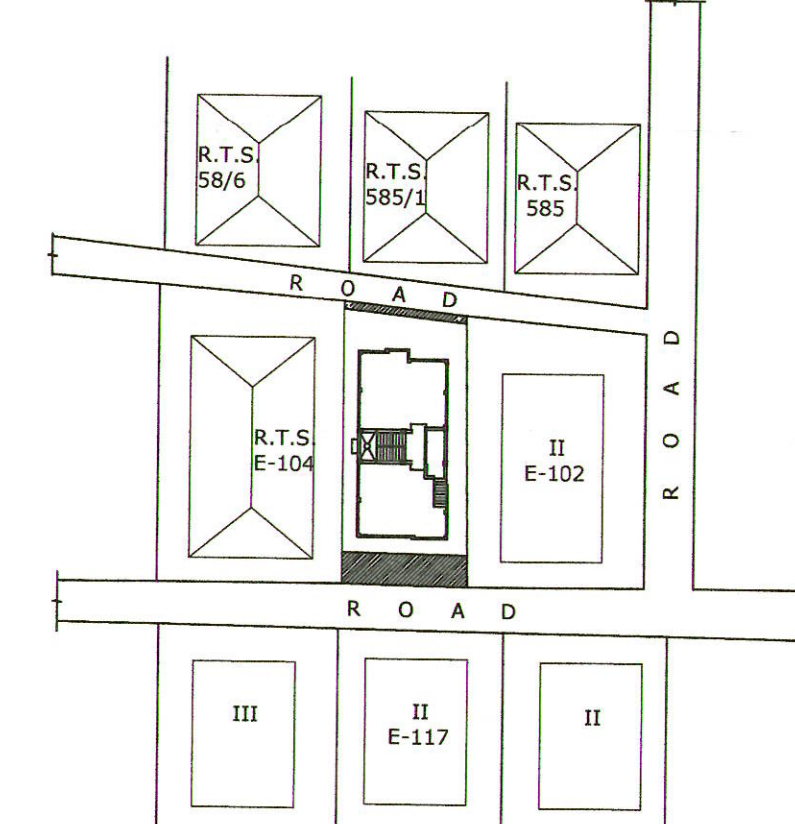 R.T.S.
58/6
R.T.S.
585/1
R.T.S.
585
R O A D
R.T.S.
E-104
II
E-102
R O A D
R O A D
III
II
E-117
II